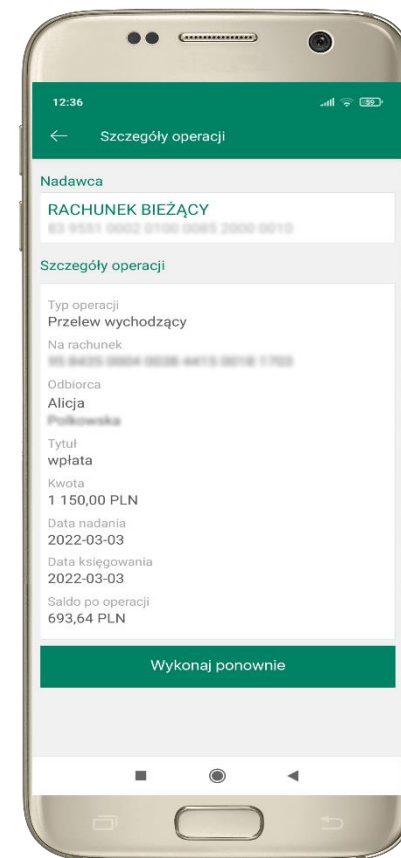 12:36
59
Szczegóły operacji
Nadawca
RACHUNEK BIEŻĄCY
Szczegóły operacji
Typ operacji
Przelew wychodzący
Na rachunek
Odbiorca
Alicja
Tytuł
wpłata
Kwota
1 150,00 PLN
Data nadania
2022-03-03
Data księgowania
2022-03-03
Saldo po operacji
693,64 PLN
Wykonaj ponownie